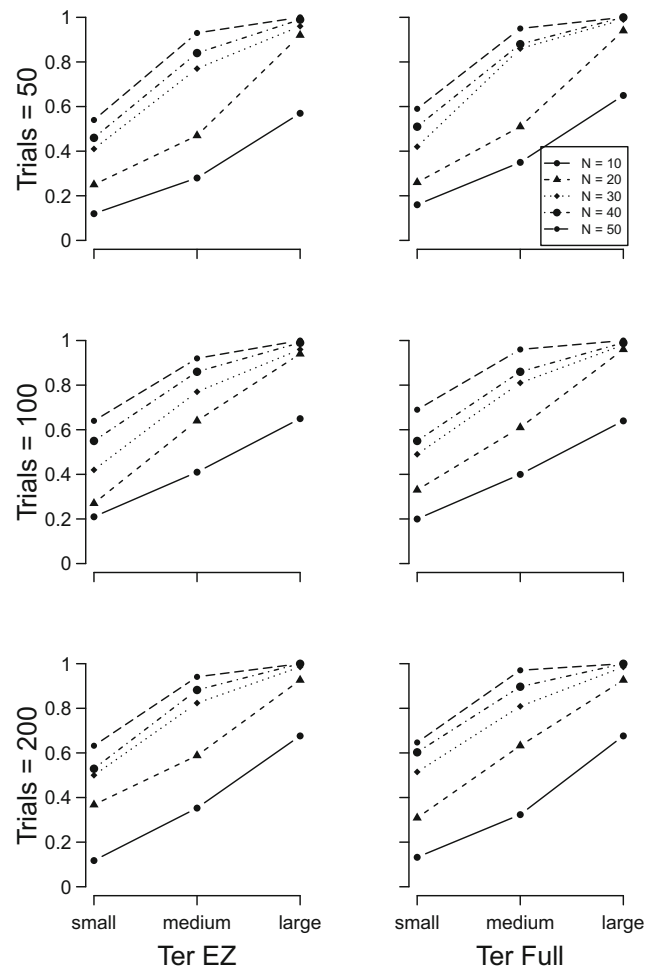 1
0.8
0.6
0.4
0.2
0
Trials = 50
N = 10
N = 20
N = 30
N = 40
N = 50
1
0.8
0.6
0.4
0.2
0
Trials = 100
1
0.8
0.6
0.4
0.2
0
Trials = 200
small medium large
small medium large
Ter EZ
Ter Full